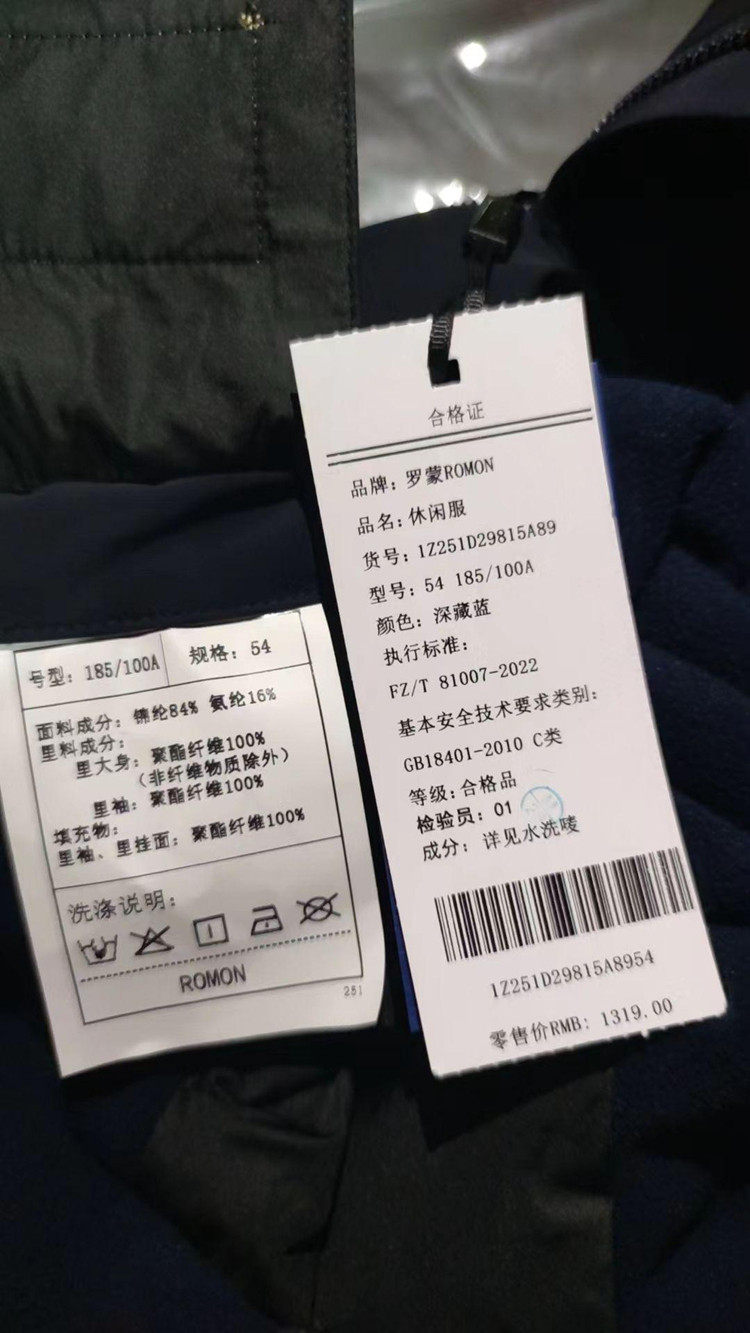 号型：185/100A 规格：54
面料成分：锦纶84% 氨纶16%
里料成分：
里大身：聚酯纤维100%
（非纤维物质除外）
里袖：聚酯纤维100%
填充物：
里袖、里挂面：聚酯纤维100%
洗涤说明：
ROMON
251
合格证
品牌：罗蒙ROMON
品名：休闲服
货号：1Z251D29815A89
型号：54 185/100A
颜色：深藏蓝
执行标准：
FZ/T 81007-2022
基本安全技术要求类别：
GB18401-2010 C类
等级：合格品
检验员：01
成分：详见水洗唛
1Z251D29815A8954
零售价RMB: 1319.00